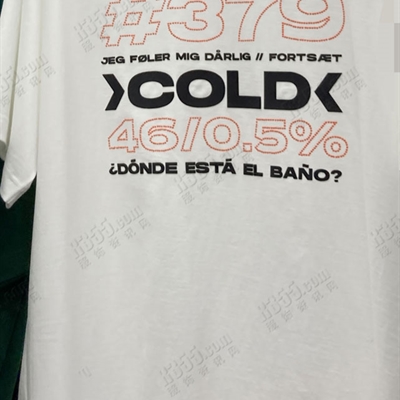 #379
JEG FØLER MIG DÅRLIG // FORTSÆT
>COLD<
46/0.5%
¿DÓNDE ESTÁ EL BAÑO?